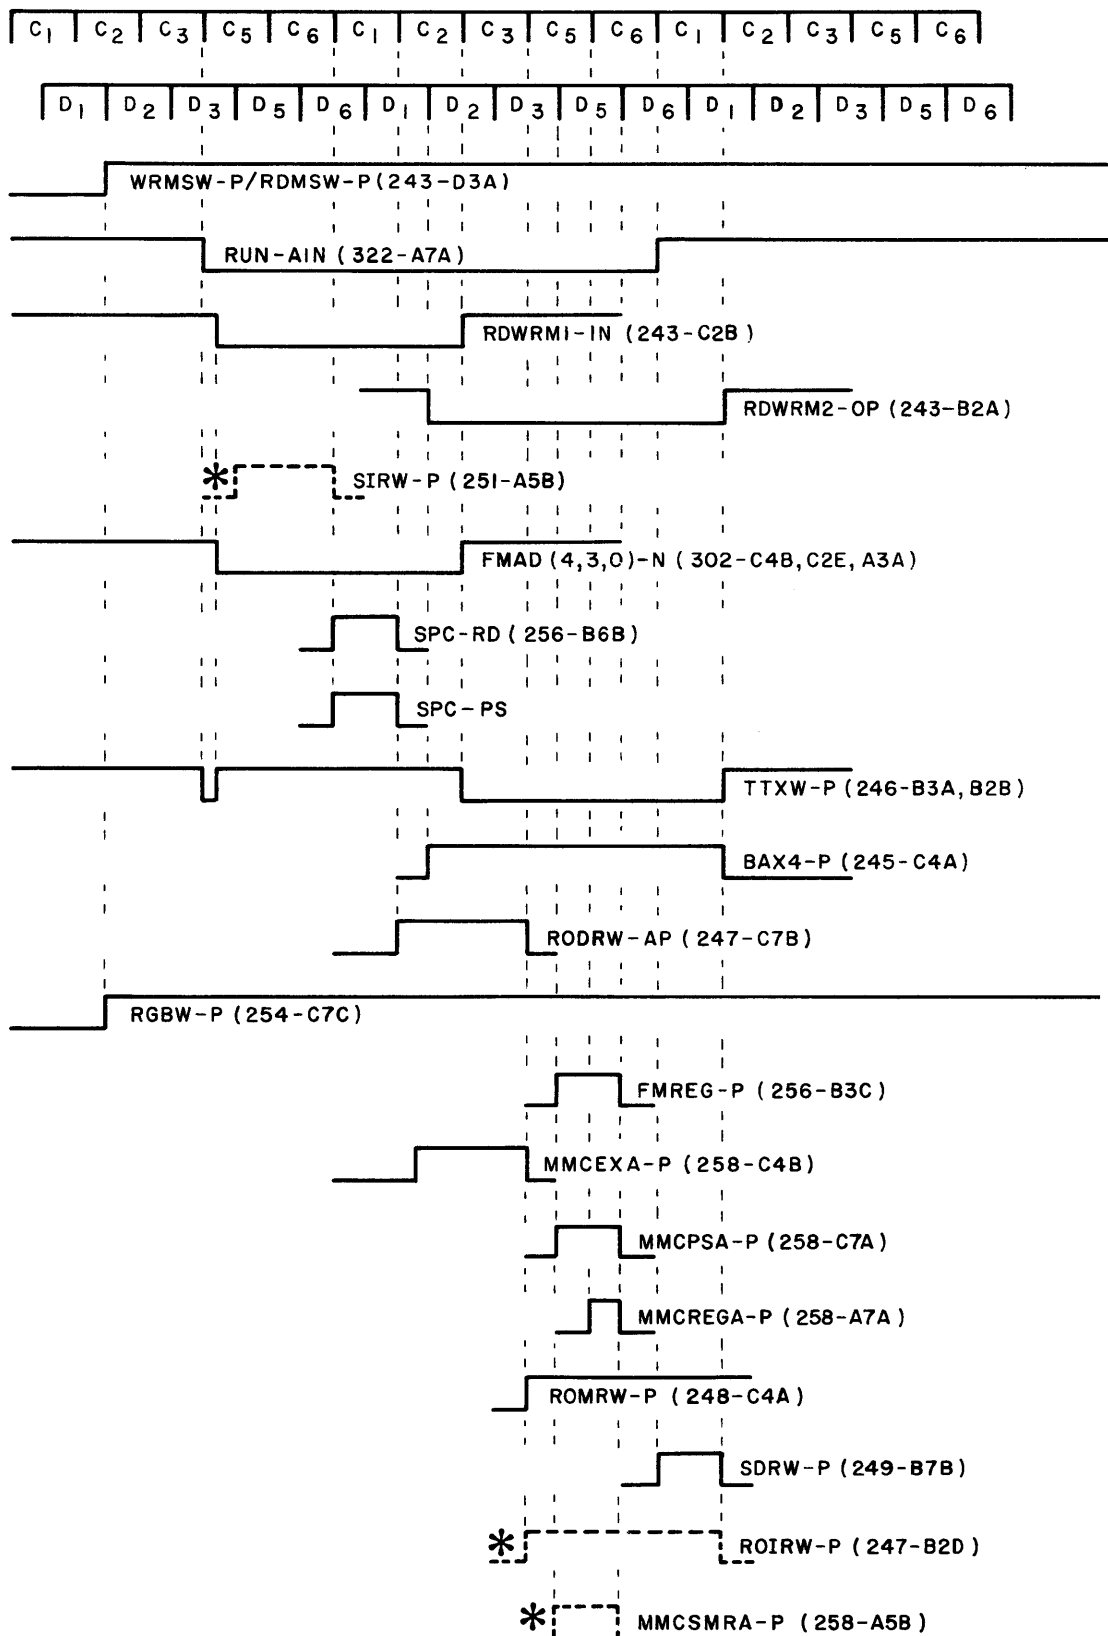 C1 C2 C3 C5 C6 C1 C2 C3 C5 C6 C1 C2 C3 C5 C6
D1 D2 D3 D5 D6 D1 D2 D3 D5 D6 D1 D2 D3 D5 D6
WRMSW-P/RDMSW-P (243-D3A)
RUN-AIN (322-A7A)
RDWRM1-IN (243-C2B)
RDWRM2-OP (243-B2A)
* SIRW-P (251-A5B)
FMAD (4,3,0)-N (302-C4B, C2E, A3A)
SPC-RD (256-B6B)
SPC-PS
TTXW-P (246-B3A, B2B)
BAX4-P (245-C4A)
RODRW-AP (247-C7B)
RGBW-P (254-C7C)
FMREG-P (256-B3C)
MMCEXA-P (258-C4B)
MMCPSA-P (258-C7A)
MMCREGA-P (258-A7A)
ROMRW-P (248-C4A)
SDRW-P (249-B7B)
* ROIRW-P (247-B2D)
* MMCSMRA-P (258-A5B)